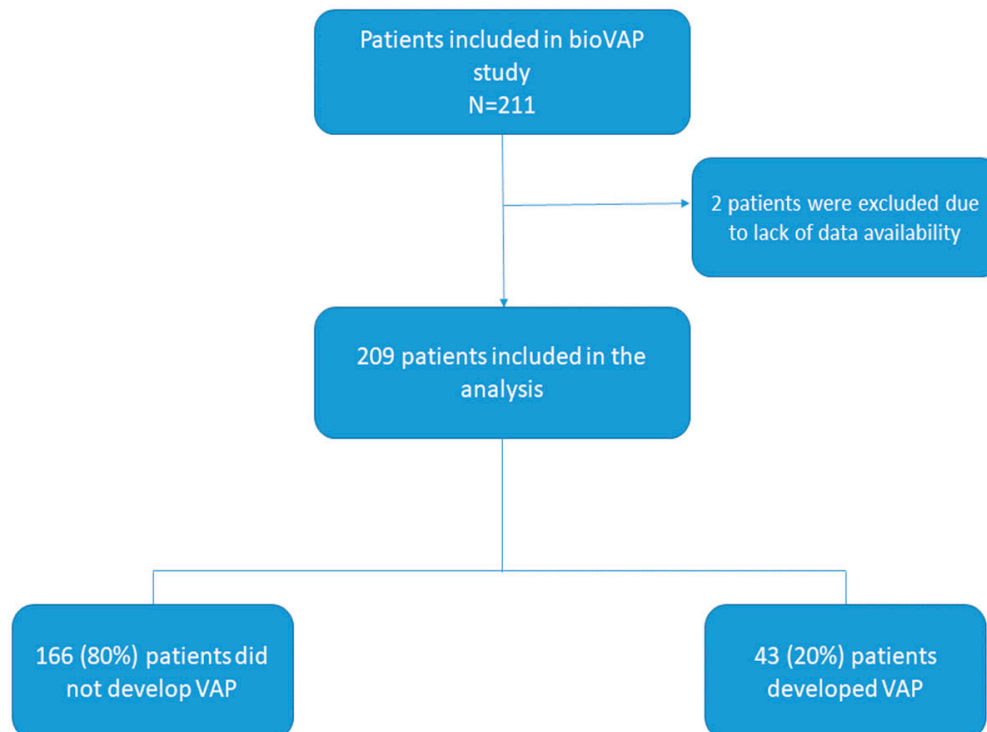 Patients included in bioVAP
study
N=211
2 patients were excluded due
to lack of data availability
209 patients included in the
analysis
166 (80%) patients did
not develop VAP
43 (20%) patients
developed VAP